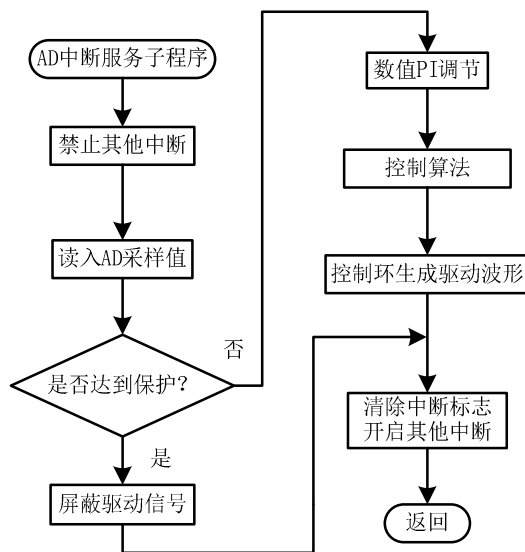 AD中断服务子程序
禁止其他中断
读入AD采样值
是否达到保护?
否
是
屏蔽驱动信号
数值PI调节
控制算法
控制环生成驱动波形
清除中断标志
开启其他中断
返回